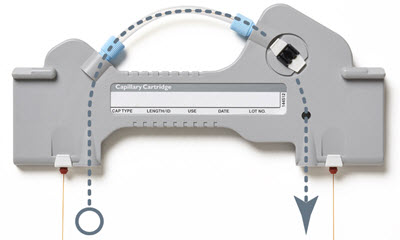 Capillary Cartridge
CAP TYPE LENGTH/ID USE DATE LOT NO.